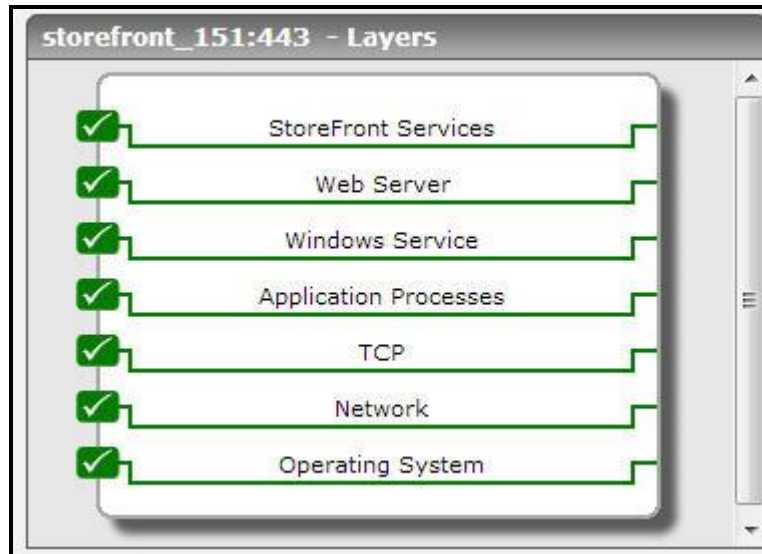 storefront_151:443 - Layers
StoreFront Services
Web Server
Windows Service
Application Processes
TCP
Network
Operating System